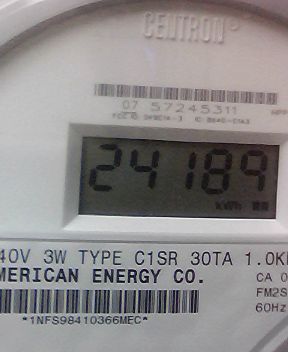 CENTRON®
07 57245311
24189
kWh
40V 3W TYPE C1SR 30TA 1.0K
MERICAN ENERGY CO.
CA 0
FM2S
60Hz
*1NFS98410366MEC*